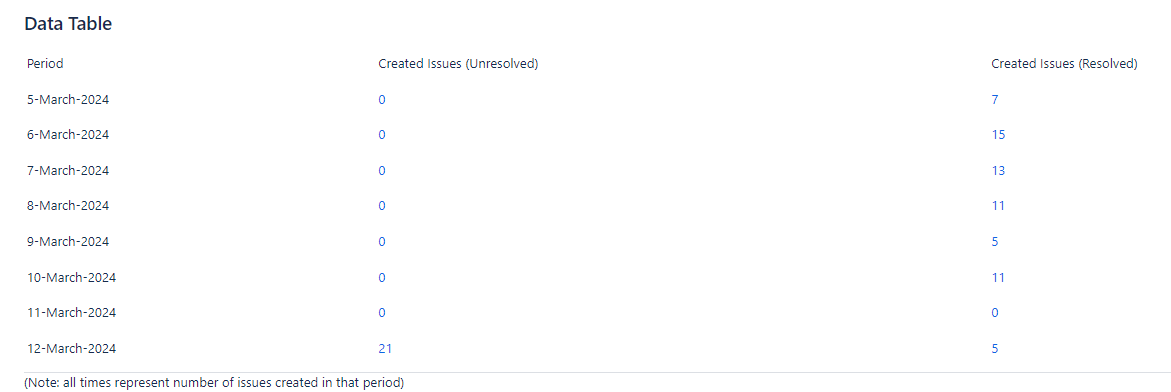 Data Table
Period Created Issues (Unresolved) Created Issues (Resolved)
5-March-2024 0 7
6-March-2024 0 15
7-March-2024 0 13
8-March-2024 0 11
9-March-2024 0 5
10-March-2024 0 11
11-March-2024 0 0
12-March-2024 21 5
(Note: all times represent number of issues created in that period)